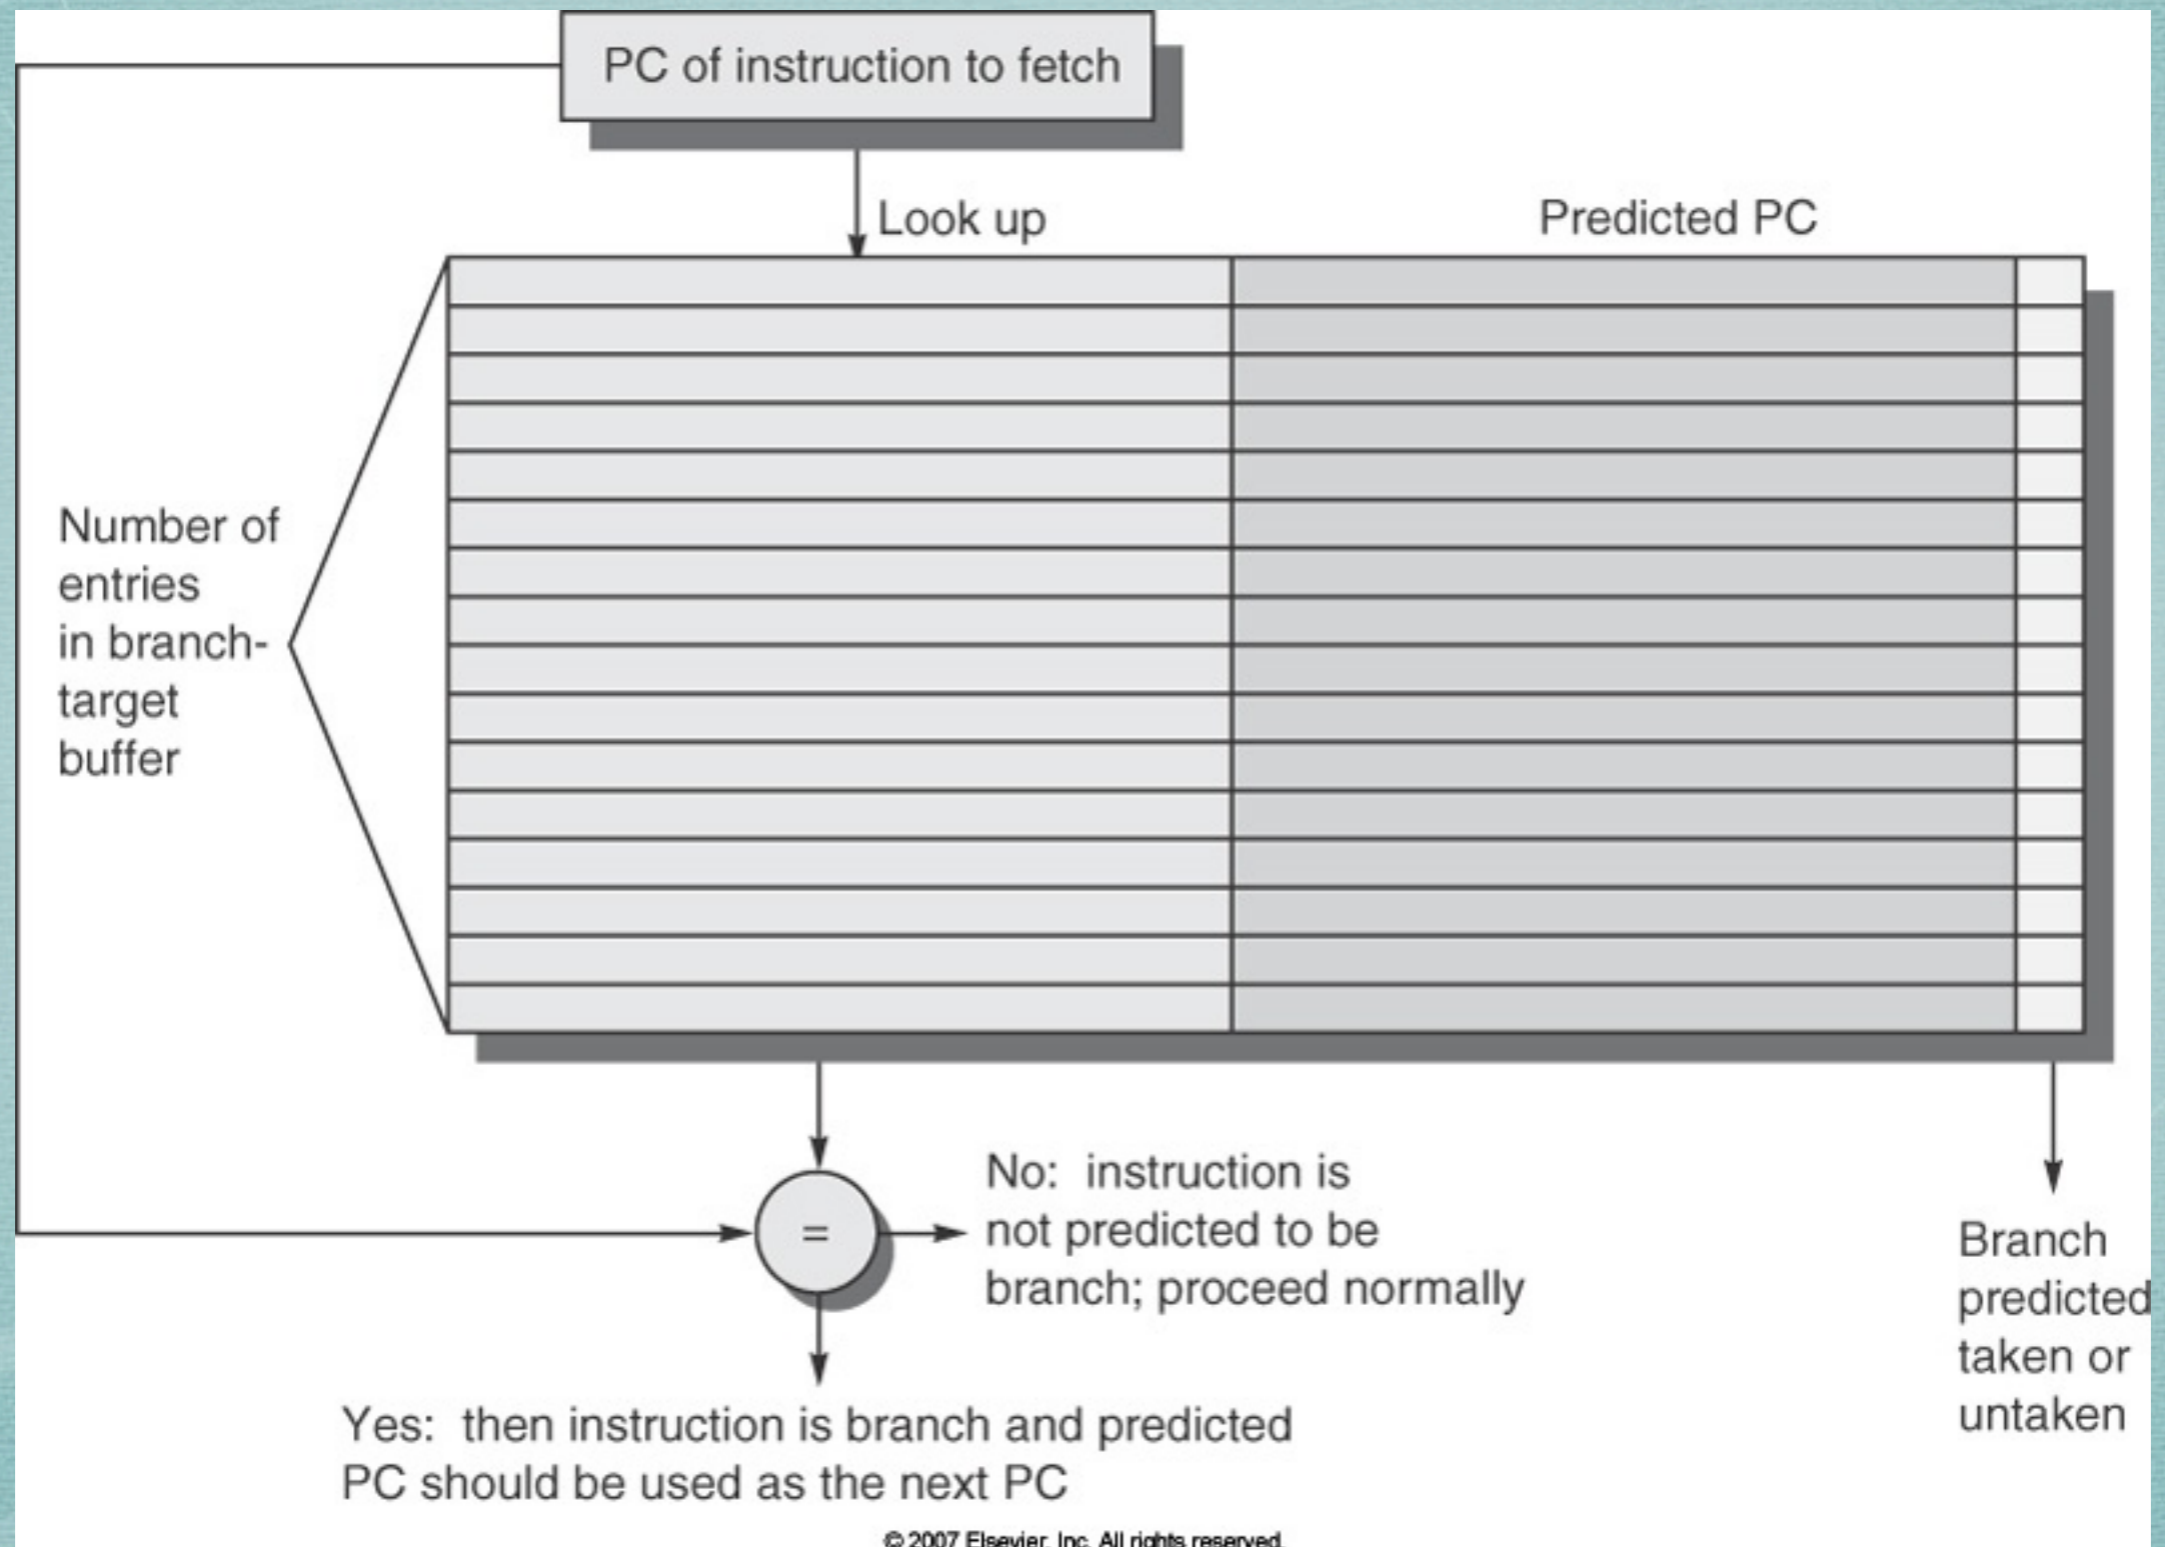 PC of instruction to fetch
Look up
Predicted PC
Number of
entries
in branch-
target
buffer
=
No: instruction is
not predicted to be
branch; proceed normally
Branch
predicted
taken or
untaken
Yes: then instruction is branch and predicted
PC should be used as the next PC
© 2007 Elsevier, Inc. All rights reserved.